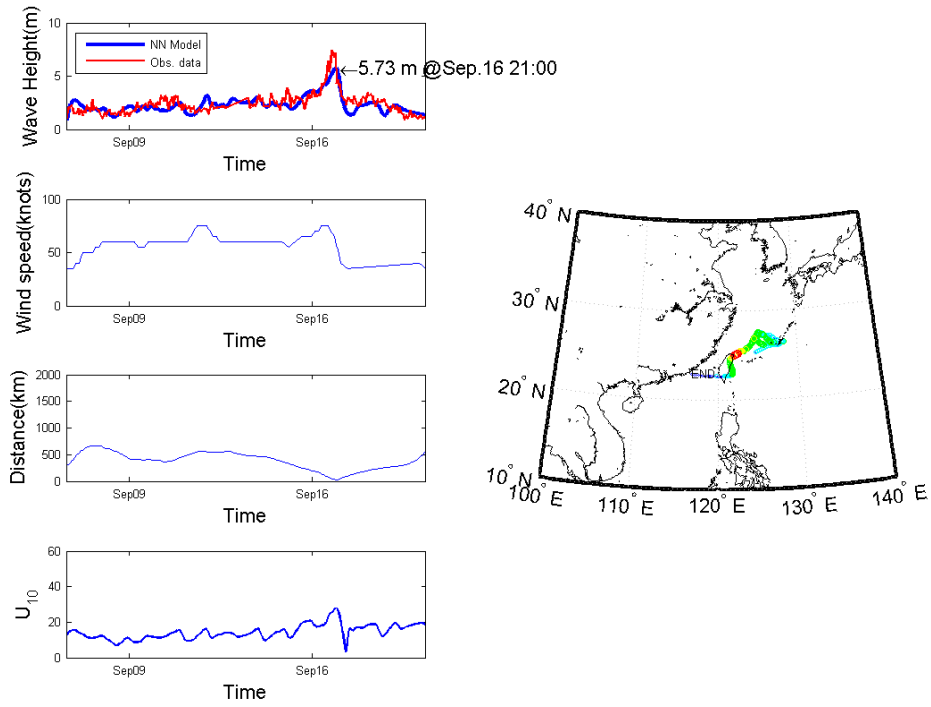 10
5
0
Wave Height(m)
NN Model
Obs. data
←5.73 m @Sep.16 21:00
Sep09
Sep16
Time
100
50
0
Wind speed(knots)
Sep09
Sep16
Time
2000
1500
1000
500
0
Distance(km)
Sep09
Sep16
Time
60
40
20
0
U10
Sep09
Sep16
Time
40° N
30° N
20° N
10° N
END
100° E
110° E
120° E
130° E
140° E